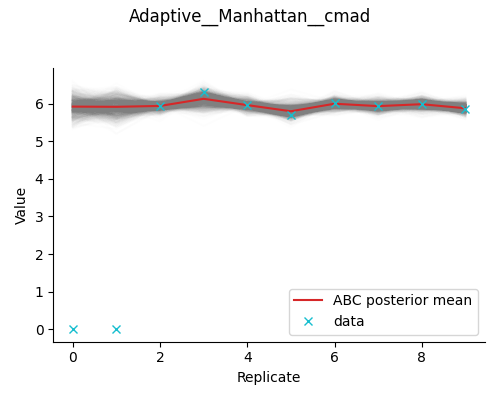 Adaptive__Manhattan__cmad
6
5
4
3
2
1
0
Value
0 2 4 6 8
Replicate
ABC posterior mean
data